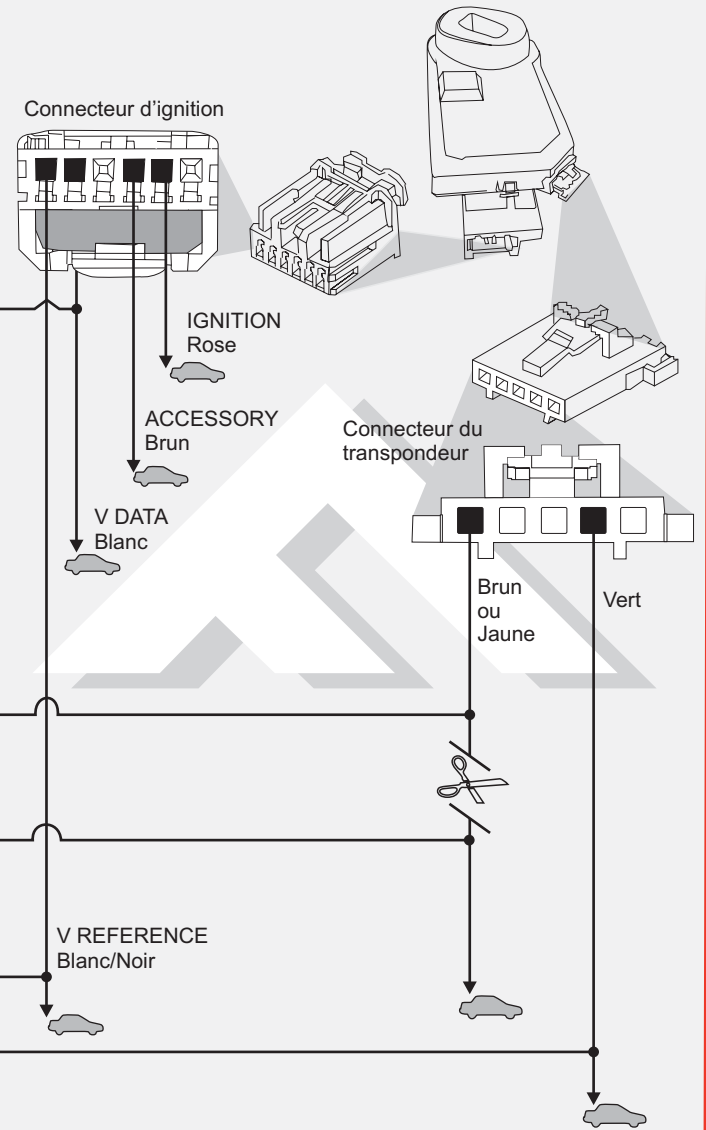 Connecteur d'ignition
IGNITION
Rose
ACCESSORY
Brun
Connecteur du
transpondeur
V DATA
Blanc
Brun
ou
Jaune
Vert
V REFERENCE
Blanc/Noir